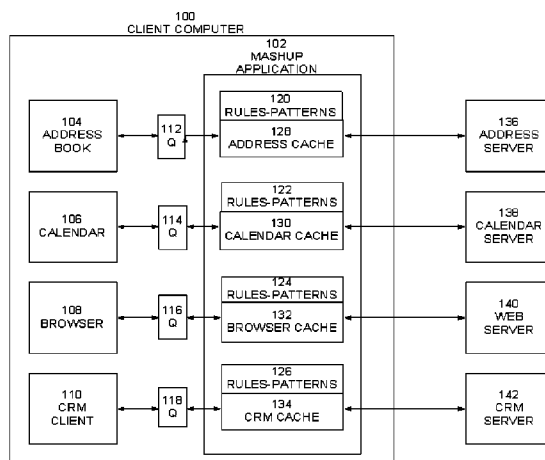 100
CLIENT COMPUTER
102
MASHUP
APPLICATION
104
ADDRESS
BOOK
112
Q
120
RULES-PATTERNS
128
ADDRESS CACHE
136
ADDRESS
SERVER
106
CALENDAR
114
Q
122
RULES-PATTERNS
130
CALENDAR CACHE
138
CALENDAR
SERVER
108
BROWSER
116
Q
124
RULES-PATTERNS
132
BROWSER CACHE
140
WEB
SERVER
110
CRM
CLIENT
118
Q
126
RULES-PATTERNS
134
CRM CACHE
142
CRM
SERVER